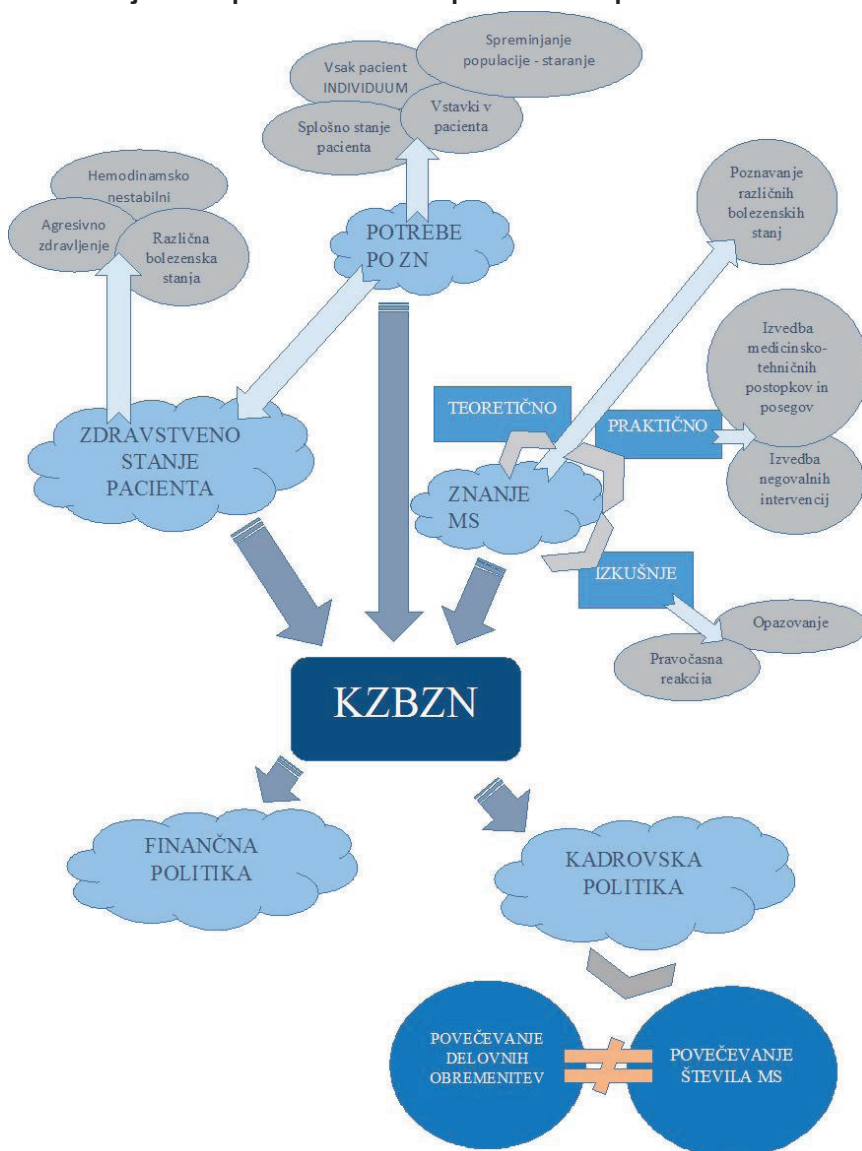 Spreminjanje
populacije - staranje
Vsak pacient
INDIVIDUUM
Vstavki v
pacienta
Splošno stanje
pacienta
Hemodinamsko
nestabilni
Agresivno
zdravljenje
Različna
bolezenska
stanja
POTREBE
PO ZN
Poznavanje
različnih
bolezenskih
stanj
Izvedba
medicinsko-
tehničnih
postopkov in
posegov
TEORETIČNO
PRAKTIČNO
ZDRAVSTVENO
STANJE
PACIENTA
ZNANJE
MS
Izvedba
negovalnih
intervencij
IZKUŠNJE
Opazovanje
Pravočasna
reakcija
KZBZN
FINANČNA
POLITIKA
KADROVSKA
POLITIKA
POVEČEVANJE
DELOVNIH
OBREMENITEV
≠
POVEČEVANJE
ŠTEVILA MS